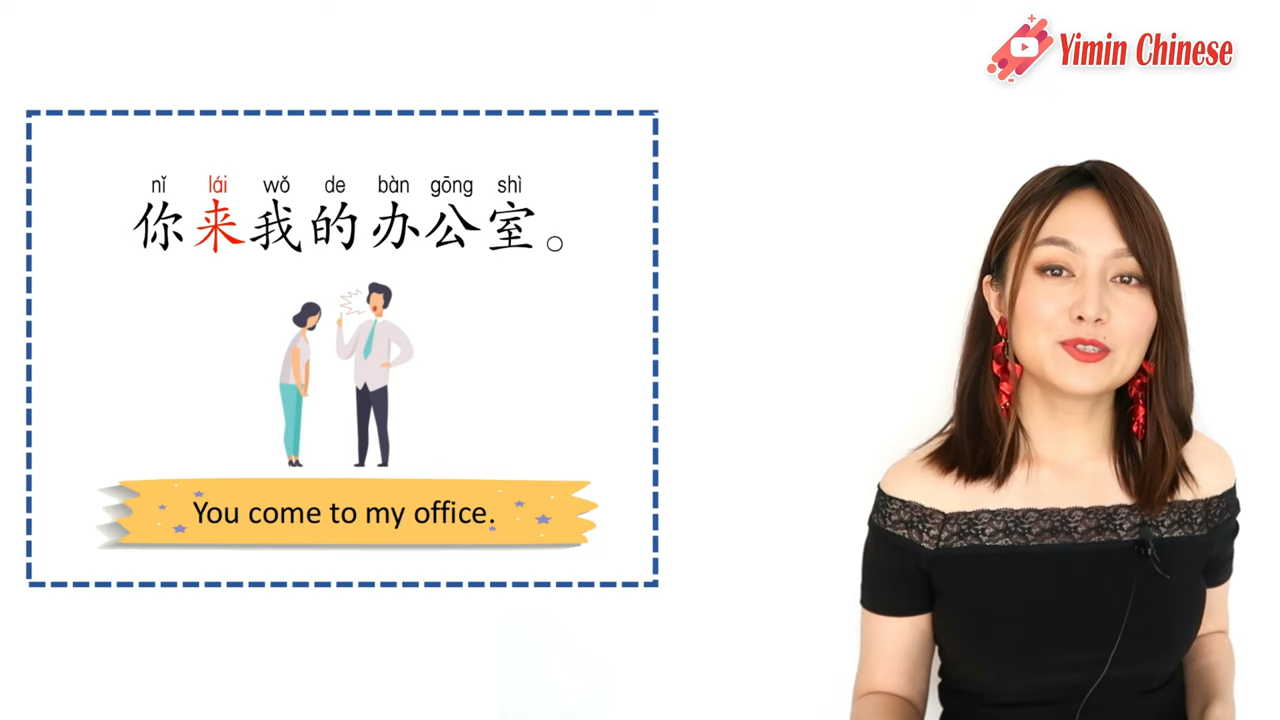 Yimin Chinese
nǐ lái wǒ de bàn gōng shì
你来我的办公室。
You come to my office.